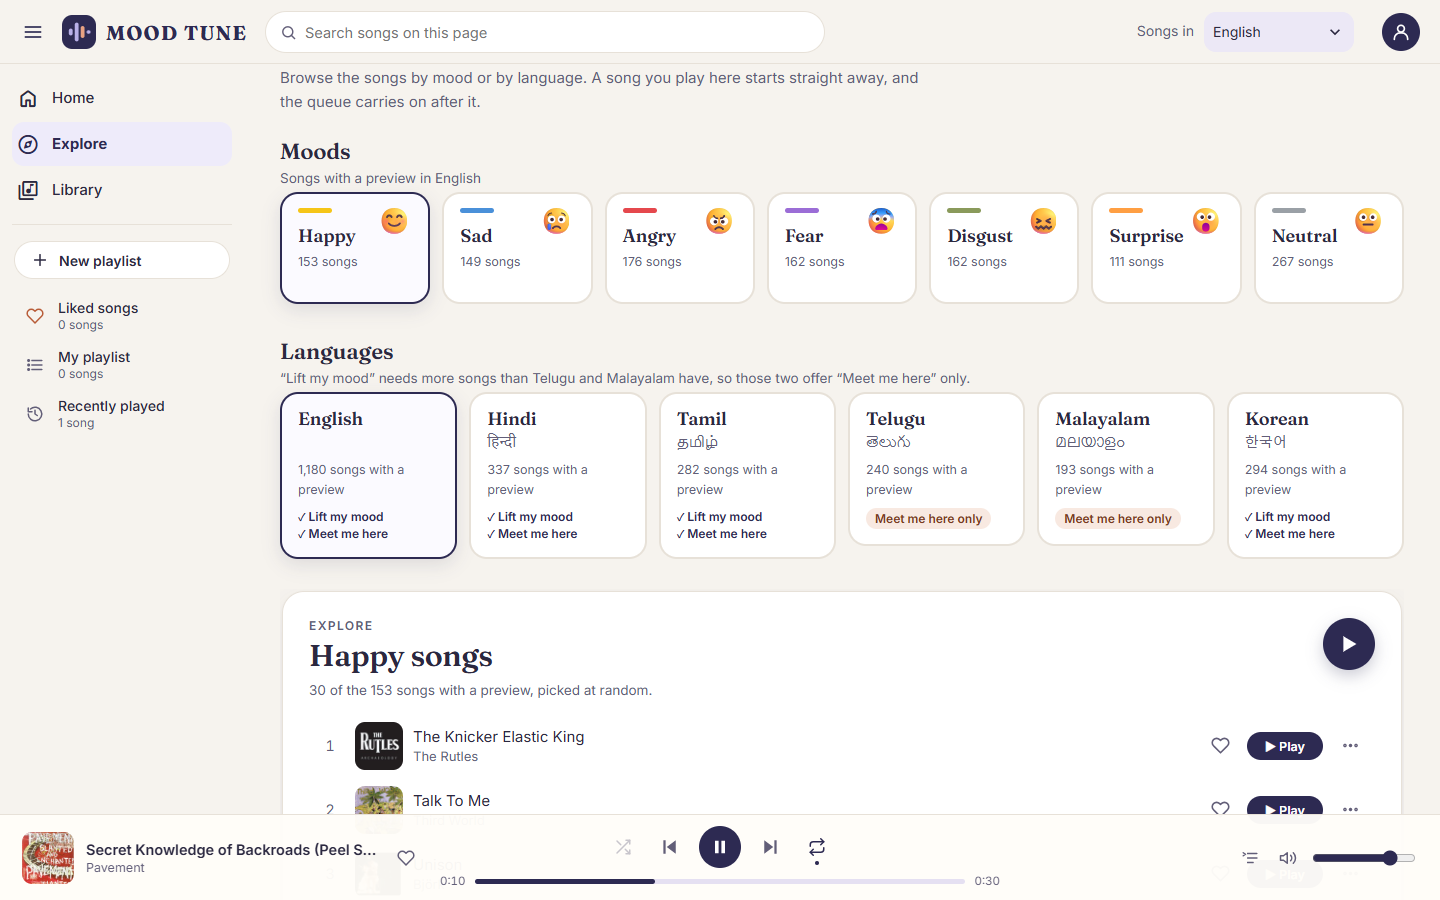 MOOD TUNE
Search songs on this page
Songs in
English
Home
Explore
Library
New playlist
Liked songs
0 songs
My playlist
0 songs
Recently played
1 song
Browse the songs by mood or by language. A song you play here starts straight away, and
the queue carries on after it.
Moods
Songs with a preview in English
Happy
153 songs
Sad
149 songs
Angry
176 songs
Fear
162 songs
Disgust
162 songs
Surprise
111 songs
Neutral
267 songs
Languages
“Lift my mood” needs more songs than Telugu and Malayalam have, so those two offer “Meet me here” only.
English
1,180 songs with a
preview
✓ Lift my mood
✓ Meet me here
Hindi
हिन्दी
337 songs with a
preview
✓ Lift my mood
✓ Meet me here
Tamil
தமிழ்
282 songs with a
preview
✓ Lift my mood
✓ Meet me here
Telugu
తెలుగు
240 songs with a
preview
Meet me here only
Malayalam
മലയാളം
193 songs with a
preview
Meet me here only
Korean
한국어
294 songs with a
preview
✓ Lift my mood
✓ Meet me here
EXPLORE
Happy songs
30 of the 153 songs with a preview, picked at random.
1
THE
RUTLES
The Knicker Elastic King
The Rutles
Play
2
Talk To Me
Play
Secret Knowledge of Backroads (Peel S...
Pavement
0:10
0:30
Play